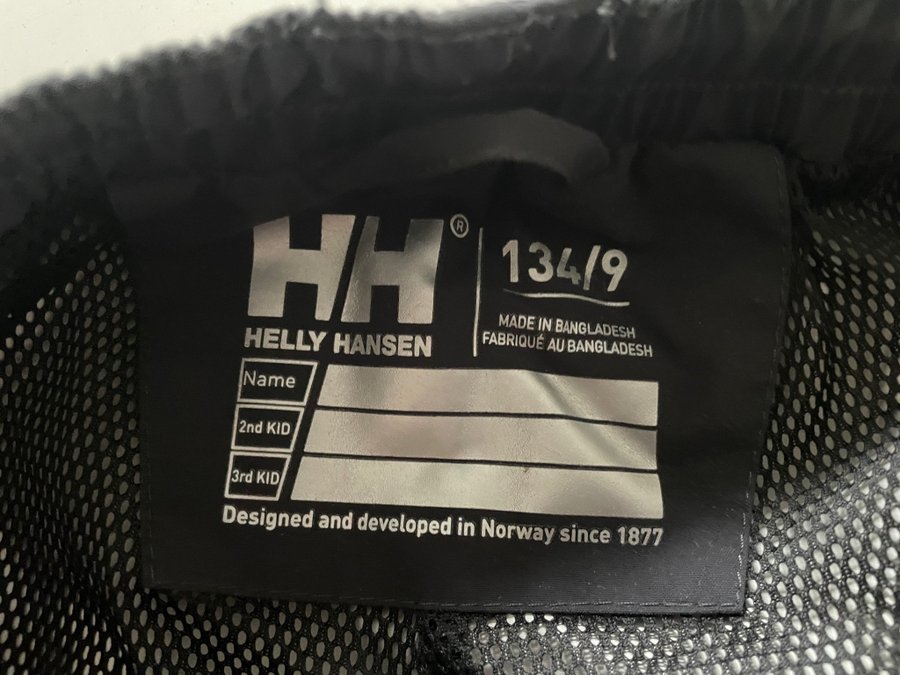 HH®
HELLY HANSEN
134/9
MADE IN BANGLADESH
FABRIQUÉ AU BANGLADESH
Name
2nd KID
3rd KID
Designed and developed in Norway since 1877